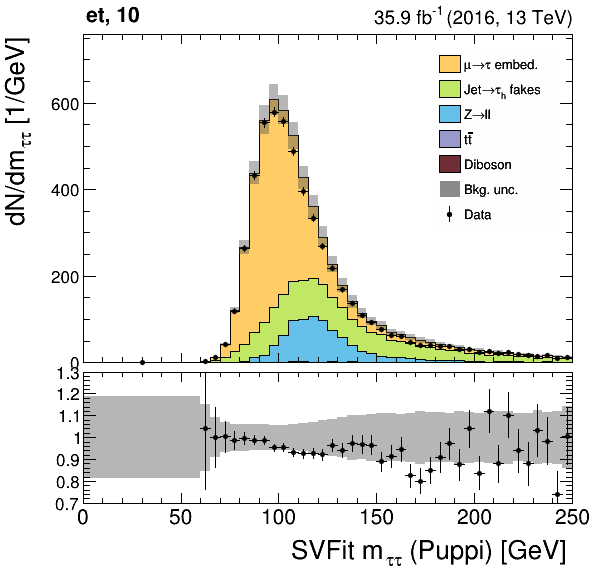 et, 10
35.9 fb⁻¹ (2016, 13 TeV)
dN/dm_ττ [1/GeV]
μ→τ embed.
Jet→τ_h fakes
Z→ll
tt̄
Diboson
Bkg. unc.
Data
600
400
200
0
1.3
1.2
1.1
1
0.9
0.8
0.7
0 50 100 150 200 250
SVFit m_ττ (Puppi) [GeV]